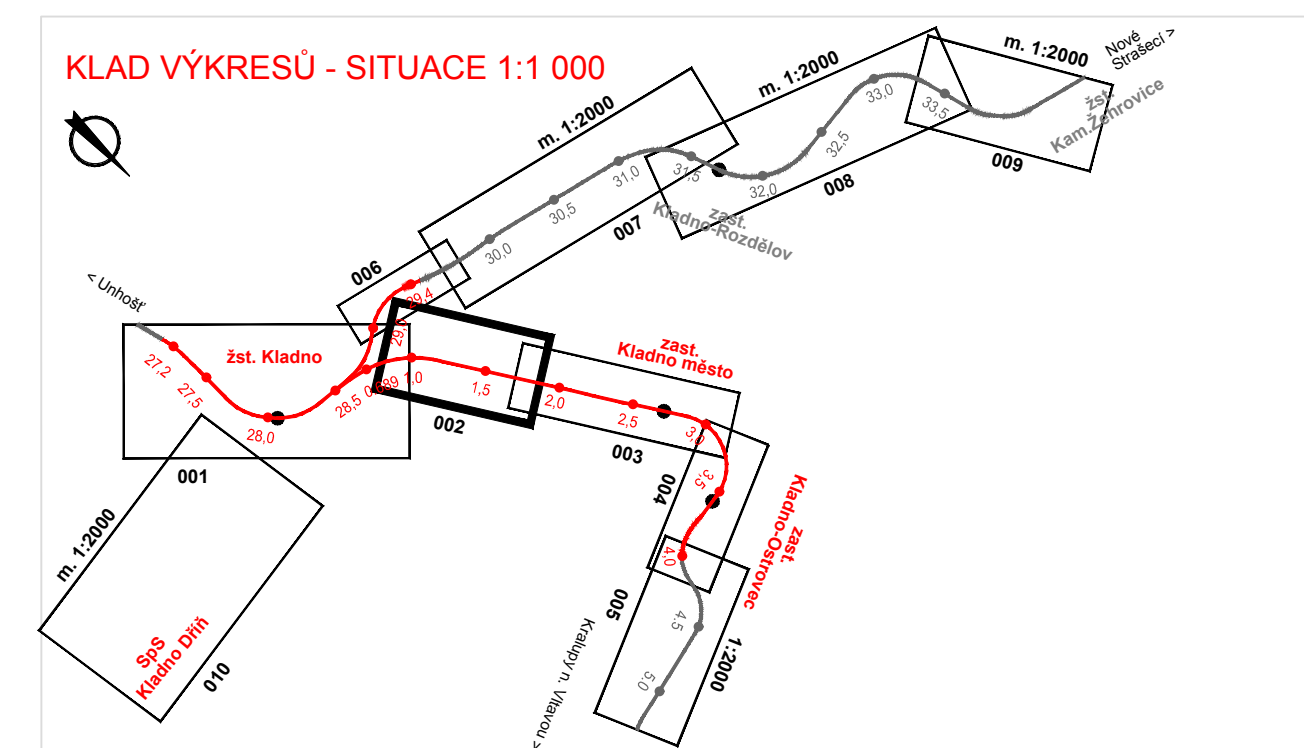 KLAD VÝKRESŮ - SITUACE 1:1 000
m. 1:2000
Nové
Strašecí >
m. 1:2000
m. 1:2000
žst.
Kam.Žehrovice
33,0
33,5
009
32,5
008
31,0
31,5
32,0
30,5
zast.
Kladno-Rozdělov
007
30,0
006
< Unhošť
29,4
žst. Kladno
zast.
Kladno město
27,2
27,5
28,0
28,5
0,689
1,0
1,5
2,0
2,5
3,0
002
003
001
004
3,5
zast.
Kladno-Ostrovec
m. 1:2000
4,0
005
4,5
1:2000
Kralupy n. Vltavou >
5,0
SpS
Kladno Dříň
010